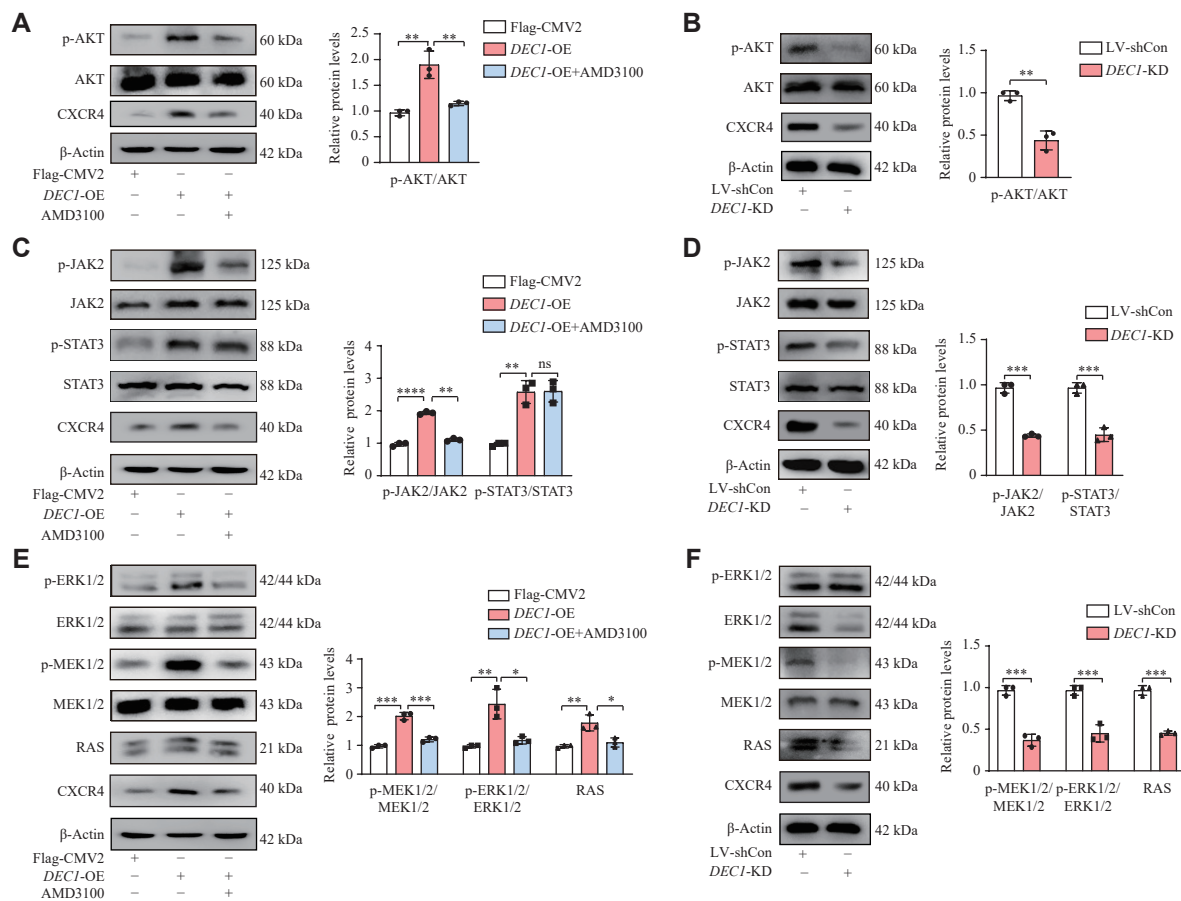 A
p-AKT
60 kDa
AKT
60 kDa
CXCR4
40 kDa
β-Actin
42 kDa
Flag-CMV2 + − −
DEC1-OE − + +
AMD3100 − − +
Flag-CMV2
DEC1-OE
DEC1-OE+AMD3100
Relative protein levels
2.5
2.0
1.5
1.0
0.5
0
** **
p-AKT/AKT
B
p-AKT
60 kDa
AKT
60 kDa
CXCR4
40 kDa
β-Actin
42 kDa
LV-shCon + −
DEC1-KD − +
LV-shCon
DEC1-KD
Relative protein levels
1.5
1.0
0.5
0
**
p-AKT/AKT
C
p-JAK2
125 kDa
JAK2
125 kDa
p-STAT3
88 kDa
STAT3
88 kDa
CXCR4
40 kDa
β-Actin
42 kDa
Flag-CMV2 + − −
DEC1-OE − + +
AMD3100 − − +
Flag-CMV2
DEC1-OE
DEC1-OE+AMD3100
Relative protein levels
4
3
2
1
0
**** ** ** ns
p-JAK2/JAK2 p-STAT3/STAT3
D
p-JAK2
125 kDa
JAK2
125 kDa
p-STAT3
88 kDa
STAT3
88 kDa
CXCR4
40 kDa
β-Actin
42 kDa
LV-shCon + −
DEC1-KD − +
LV-shCon
DEC1-KD
Relative protein levels
1.5
1.0
0.5
0
*** ***
p-JAK2/ p-STAT3/
JAK2 STAT3
E
p-ERK1/2
42/44 kDa
ERK1/2
42/44 kDa
p-MEK1/2
43 kDa
MEK1/2
43 kDa
RAS
21 kDa
CXCR4
40 kDa
β-Actin
42 kDa
Flag-CMV2 + − −
DEC1-OE − + +
AMD3100 − − +
Flag-CMV2
DEC1-OE
DEC1-OE+AMD3100
Relative protein levels
4
3
2
1
0
*** *** ** * ** *
p-MEK1/2/ p-ERK1/2/ RAS
MEK1/2 ERK1/2
F
p-ERK1/2
42/44 kDa
ERK1/2
42/44 kDa
p-MEK1/2
43 kDa
MEK1/2
43 kDa
RAS
21 kDa
CXCR4
40 kDa
β-Actin
42 kDa
LV-shCon + −
DEC1-KD − +
LV-shCon
DEC1-KD
Relative protein levels
1.5
1.0
0.5
0
*** *** ***
p-MEK1/2/ p-ERK1/2/ RAS
MEK1/2 ERK1/2